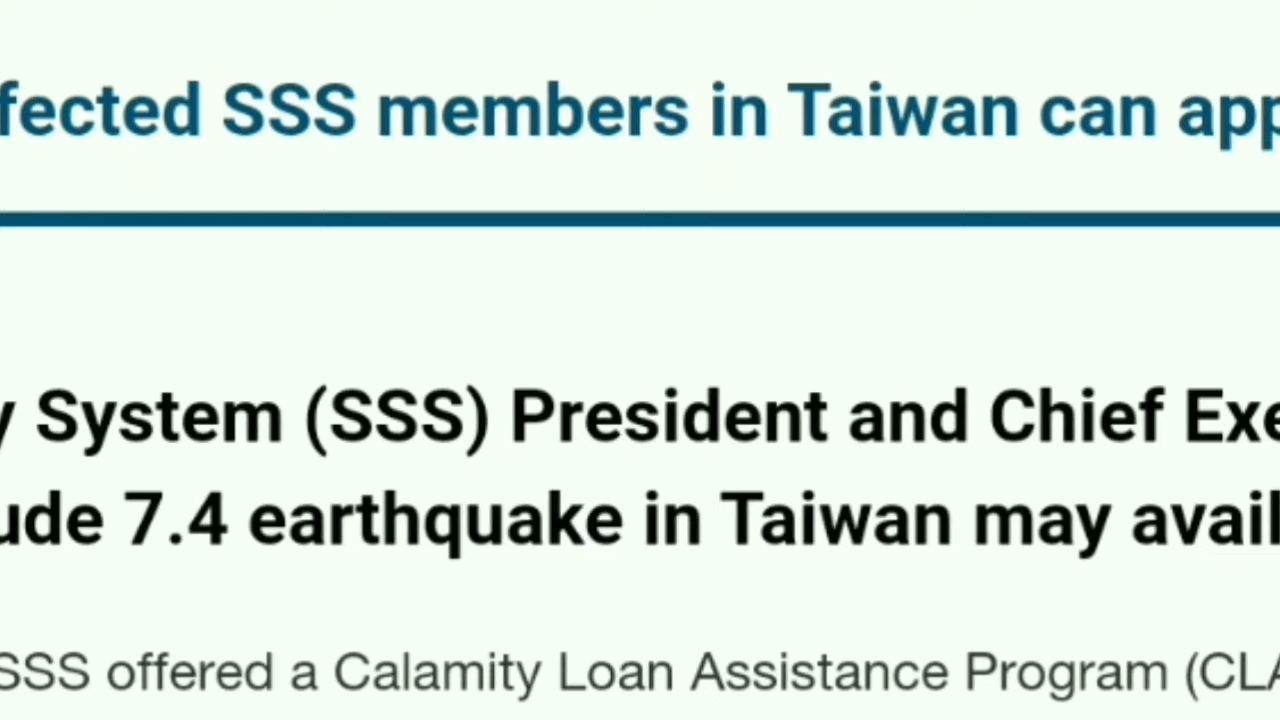 fected SSS members in Taiwan can app
y System (SSS) President and Chief Exe
ude 7.4 earthquake in Taiwan may avail
SSS offered a Calamity Loan Assistance Program (CLA